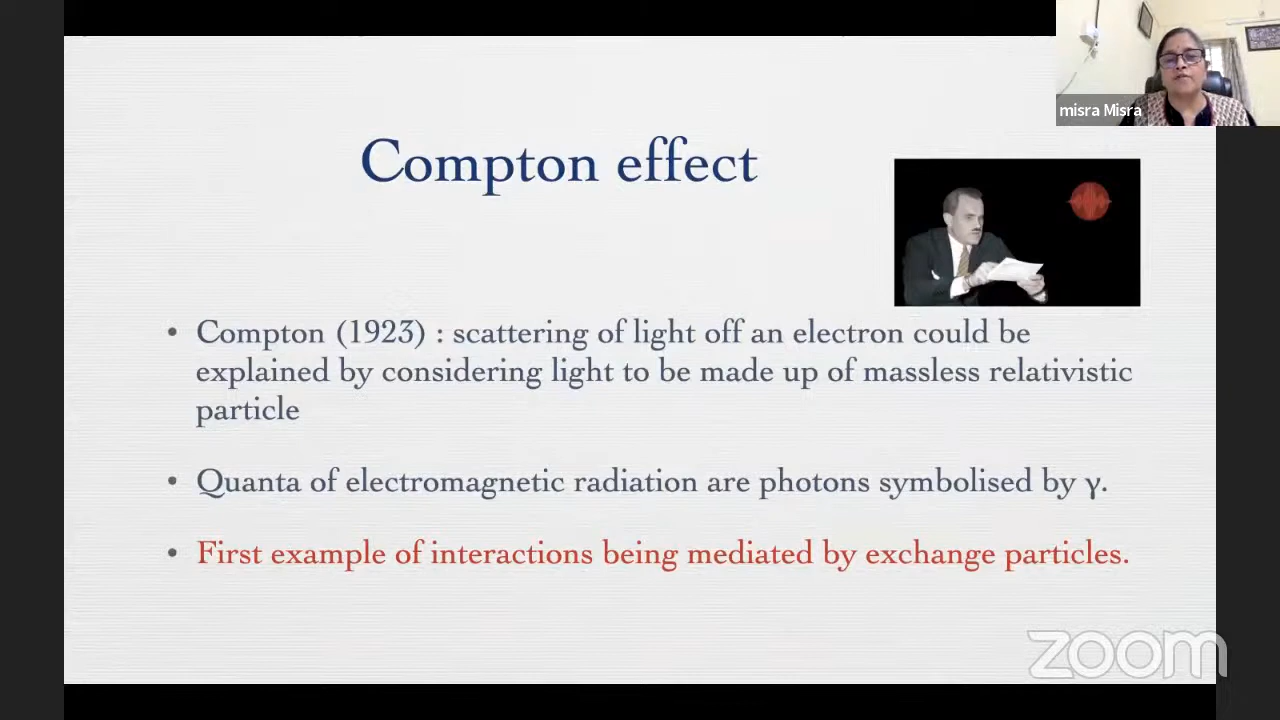 misra Misra
Compton effect
• Compton (1923) : scattering of light off an electron could be
explained by considering light to be made up of massless relativistic
particle
• Quanta of electromagnetic radiation are photons symbolised by γ.
• First example of interactions being mediated by exchange particles.
zoom